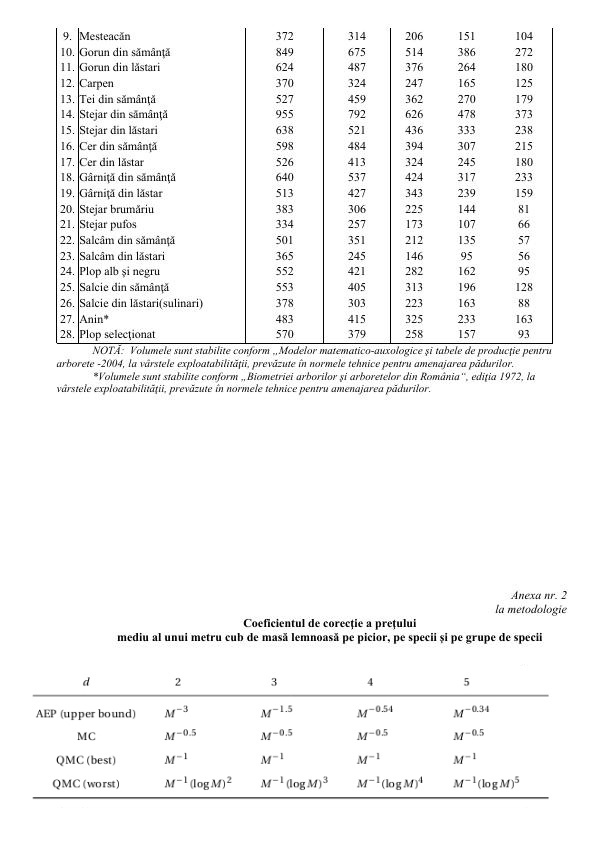 9. Mesteacăn 372 314 206 151 104
10. Gorun din sămânţă 849 675 514 386 272
11. Gorun din lăstari 624 487 376 264 180
12. Carpen 370 324 247 165 125
13. Tei din sămânţă 527 459 362 270 179
14. Stejar din sămânţă 955 792 626 478 373
15. Stejar din lăstari 638 521 436 333 238
16. Cer din sămânţă 598 484 394 307 215
17. Cer din lăstar 526 413 324 245 180
18. Gârniţă din sămânţă 640 537 424 317 233
19. Gârniţă din lăstar 513 427 343 239 159
20. Stejar brumăriu 383 306 225 144 81
21. Stejar pufos 334 257 173 107 66
22. Salcâm din sămânţă 501 351 212 135 57
23. Salcâm din lăstari 365 245 146 95 56
24. Plop alb şi negru 552 421 282 162 95
25. Salcie din sămânţă 553 405 313 196 128
26. Salcie din lăstari(sulinari) 378 303 223 163 88
27. Anin* 483 415 325 233 163
28. Plop selecţionat 570 379 258 157 93
NOTĂ: Volumele sunt stabilite conform „Modelor matematico-auxologice şi tabele de producţie pentru
arborete -2004, la vârstele exploatabilităţii, prevăzute în normele tehnice pentru amenajarea pădurilor.
*Volumele sunt stabilite conform „Biometriei arborilor şi arboretelor din România“, ediţia 1972, la
vârstele exploatabilităţii, prevăzute în normele tehnice pentru amenajarea pădurilor.
Anexa nr. 2
la metodologie
Coeficientul de corecţie a preţului
mediu al unui metru cub de masă lemnoasă pe picior, pe specii şi pe grupe de specii
d 2 3 4 5
AEP (upper bound) M^−3 M^−1.5 M^−0.54 M^−0.34
MC M^−0.5 M^−0.5 M^−0.5 M^−0.5
QMC (best) M^−1 M^−1 M^−1 M^−1
QMC (worst) M^−1(log M)^2 M^−1(log M)^3 M^−1(log M)^4 M^−1(log M)^5